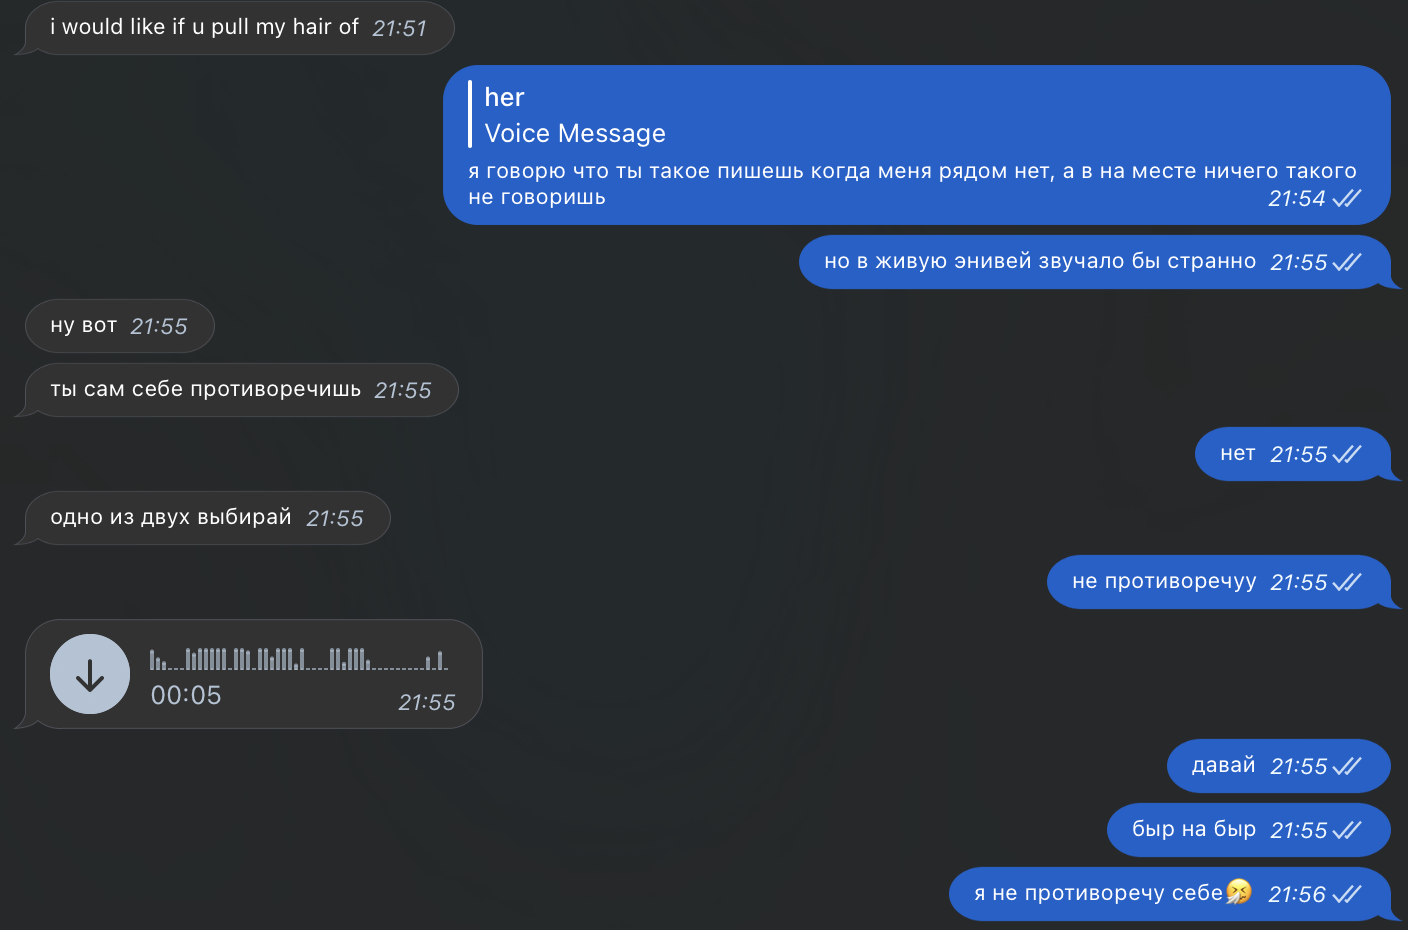 i would like if u pull my hair of 21:51
her
Voice Message
я говорю что ты такое пишешь когда меня рядом нет, а в на месте ничего такого
не говоришь 21:54
но в живую энивей звучало бы странно 21:55
ну вот 21:55
ты сам себе противоречишь 21:55
нет 21:55
одно из двух выбирай 21:55
не противоречуу 21:55
00:05 21:55
давай 21:55
быр на быр 21:55
я не противоречу себе🤧 21:56